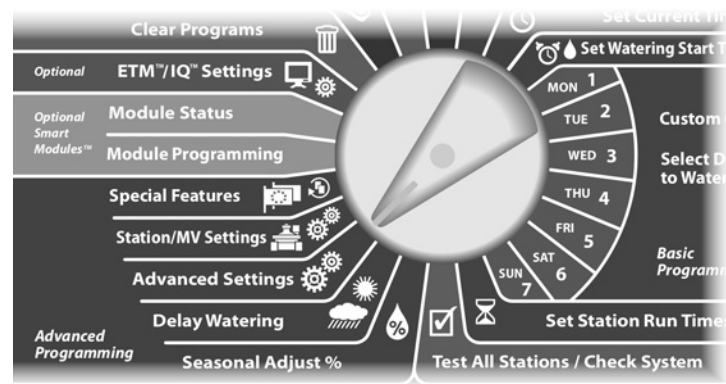 Set Current Ti
Clear Programs
Set Watering Start T
Optional
ETM™/IQ™ Settings
MON 1
Optional
Smart
Modules™
Module Status
TUE 2
Custom
Module Programming
WED 3
Select D
to Water
Special Features
THU 4
Station/MV Settings
FRI 5
Advanced Settings
SAT 6
SUN 7
Basic
Programm
Delay Watering
%
Set Station Run Time
Advanced
Programming
Seasonal Adjust %
Test All Stations / Check System